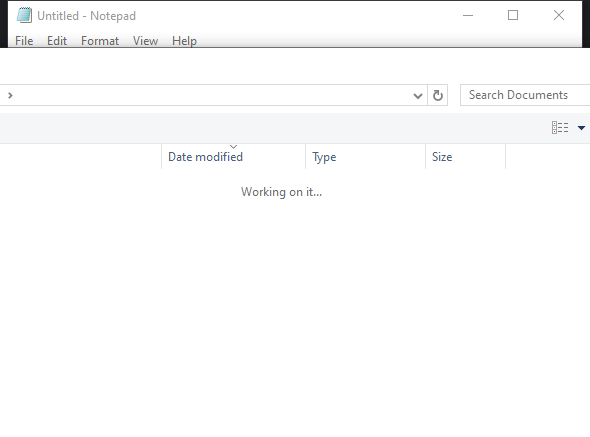 Untitled - Notepad
File Edit Format View Help
Search Documents
Date modified Type Size
Working on it...